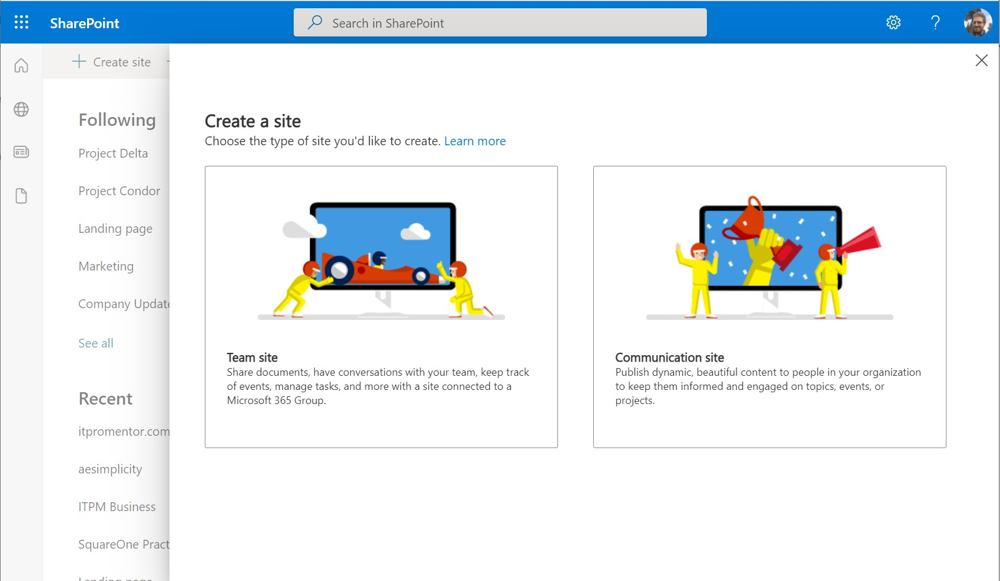 SharePoint
Search in SharePoint
Create site
Following
Project Delta
Project Condor
Landing page
Marketing
Company Update
See all
Recent
itpromentor.com
aesimplicity
ITPM Business
SquareOne Pract
Landing page
Create a site
Choose the type of site you'd like to create. Learn more
Team site
Share documents, have conversations with your team, keep track
of events, manage tasks, and more with a site connected to a
Microsoft 365 Group.
Communication site
Publish dynamic, beautiful content to people in your organization
to keep them informed and engaged on topics, events, or
projects.